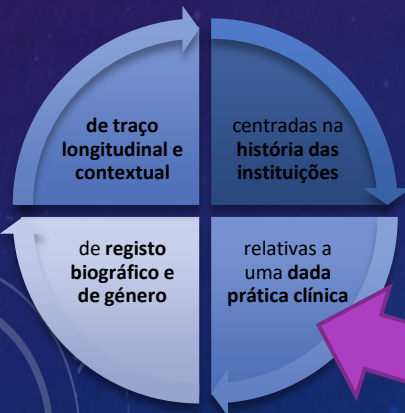 de traço
longitudinal e
contextual
centradas na
história das
instituições
de registo
biográfico e
de género
relativas a
uma dada
prática clínica